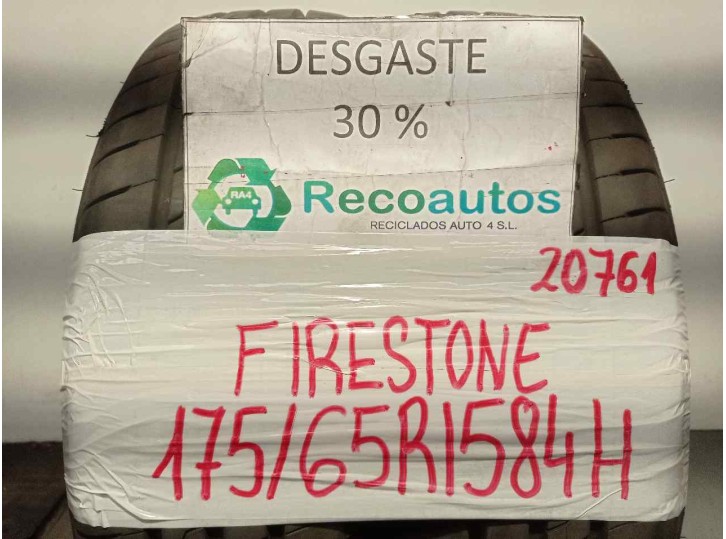 DESGASTE
30 %
RA4
Recoautos
RECICLADOS AUTO 4 S.L.
20761
FIRESTONE
175/65R1584H